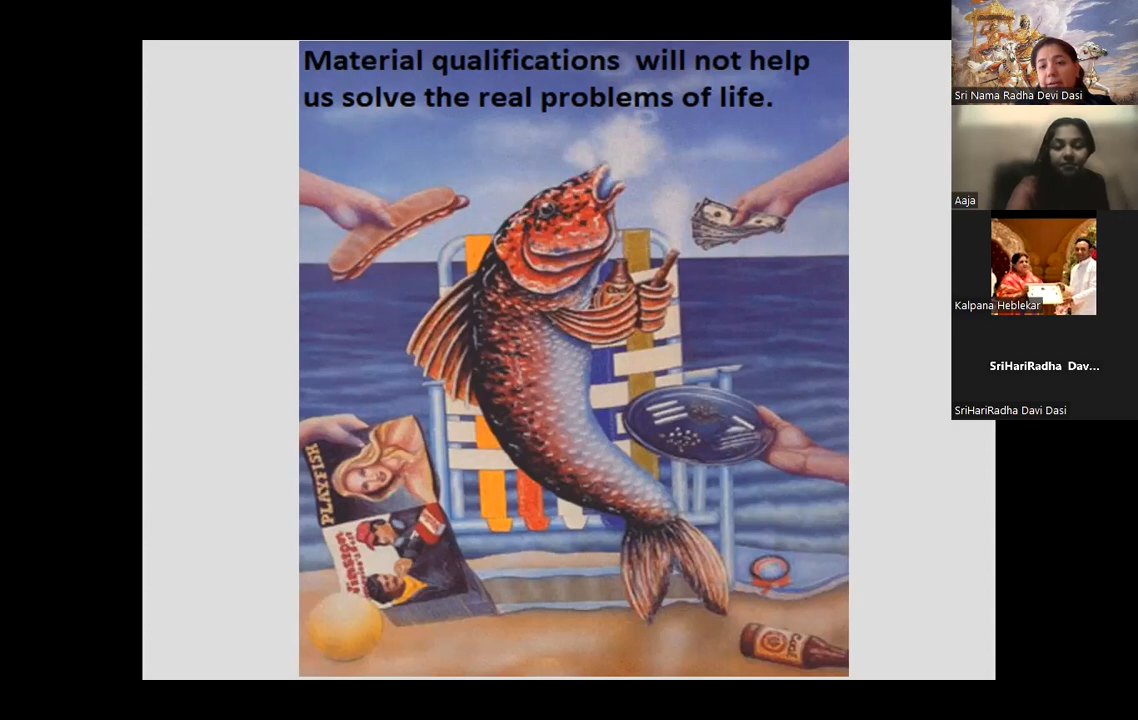 Material qualifications will not help
us solve the real problems of life.
PLAYFISH
Cool
Sri Nama Radha Devi Dasi
Aaja
Kalpana Heblekar
SriHariRadha Dav...
SriHariRadha Davi Dasi